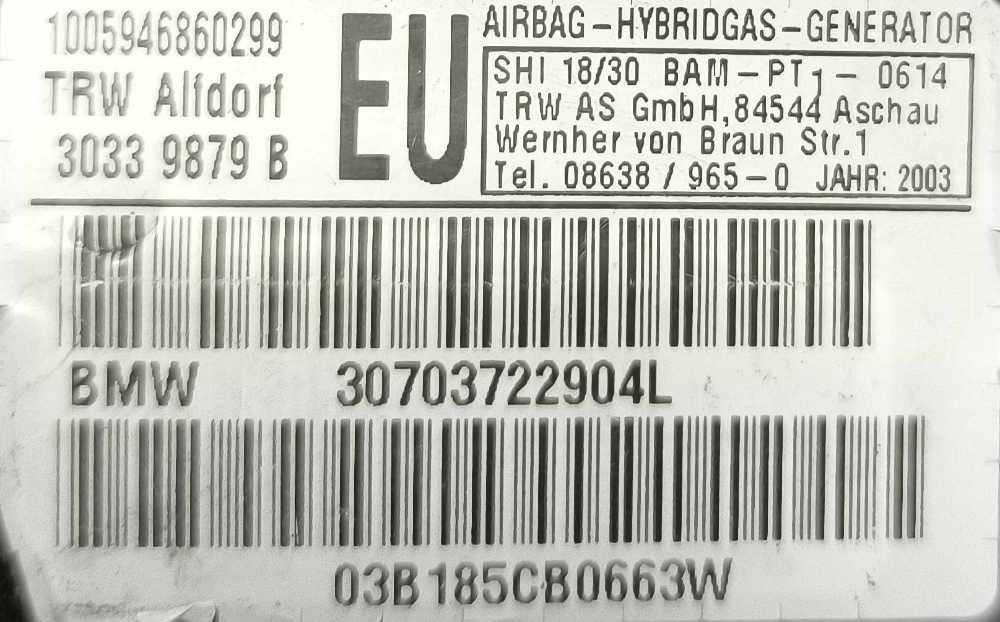 1005946860299
TRW Alfdorf
3033 9879 B
EU
AIRBAG-HYBRIDGAS-GENERATOR
SHI 18/30 BAM-PT1- 0614
TRW AS GmbH, 84544 Aschau
Wernher von Braun Str.1
Tel. 08638 / 965-0 JAHR: 2003
BMW 30703722904L
03B185CB0663W